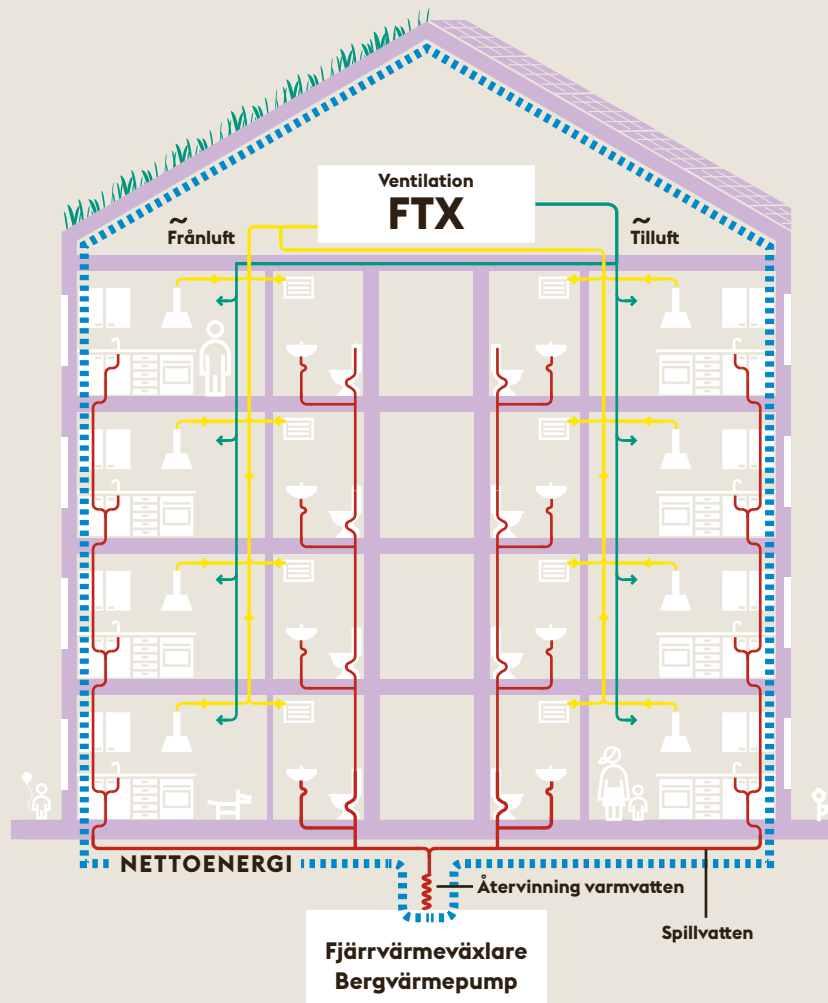 Ventilation
FTX
~
Frånluft
~
Tilluft
NETTOENERGI
Återvinning varmvatten
Spillvatten
Fjärrvärmeväxlare
Bergvärmepump